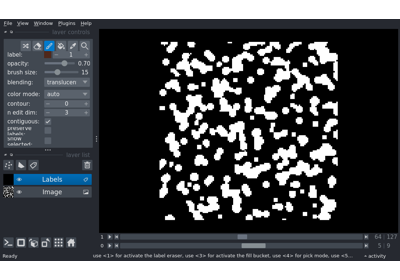 File View Window Plugins Help
layer controls
label: 1
opacity: 0.70
brush size: 15
blending: translucen
color mode: auto
contour: 0
n edit dim: 3
contiguous: ✓
preserve
labels:
show
selected:
layer list
Labels
Image
1 64 127
0 5 9
Ready use <1> for activate the label eraser, use <3> for activate the fill bucket, use <4> for pick mode, use <5... activity